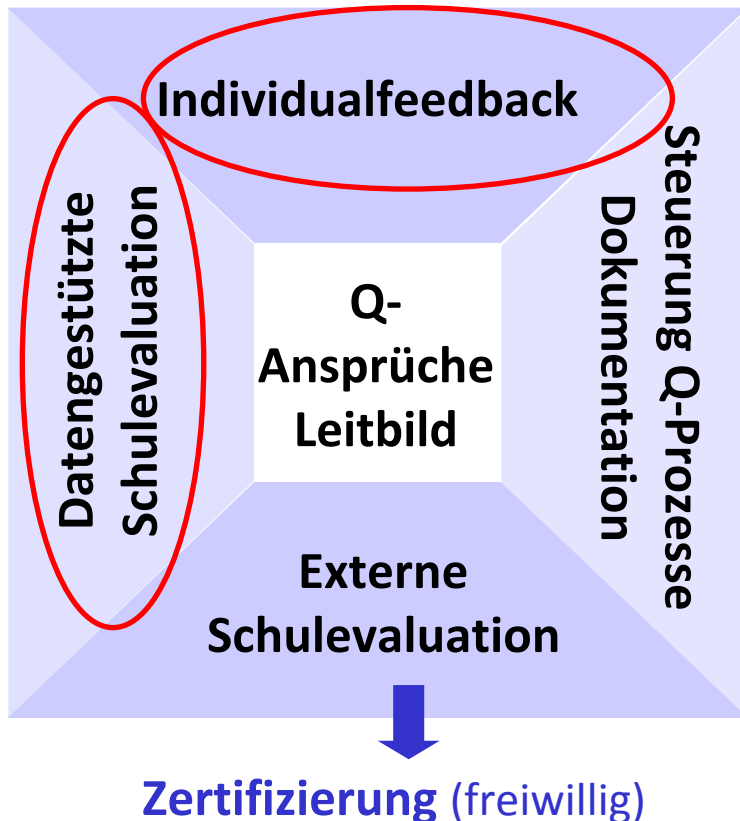 Individualfeedback
Datengestützte
Schulevaluation
Q-
Ansprüche
Leitbild
Steuerung Q-Prozesse
Dokumentation
Externe
Schulevaluation
Zertifizierung (freiwillig)